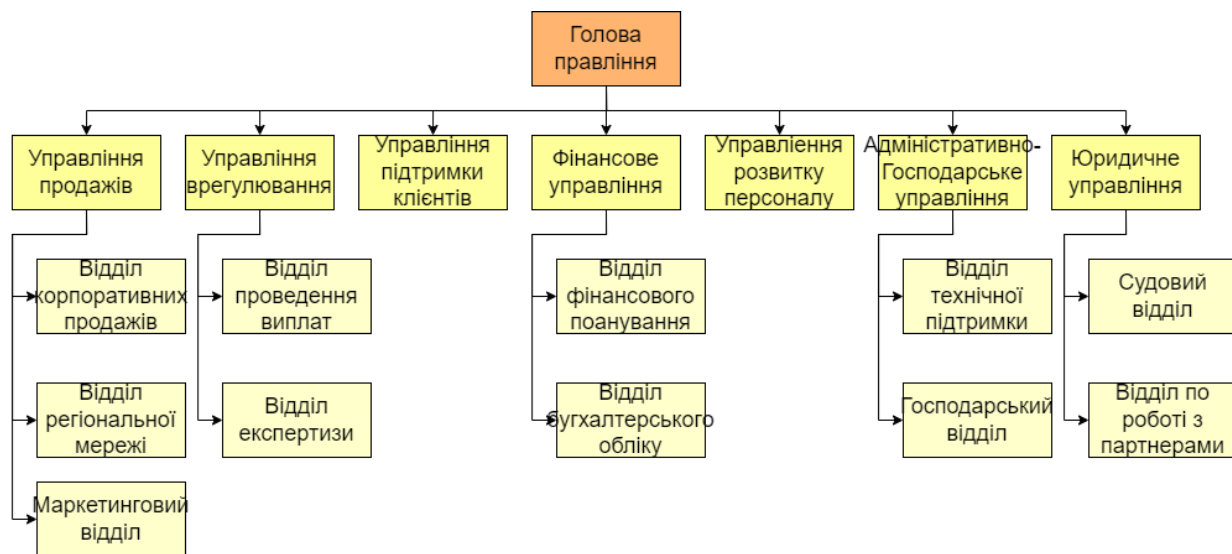 Голова
правління
Управління
продажів
Управління
врегулювання
Управління
підтримки
клієнтів
Фінансове
управління
Управліення
розвитку
персоналу
Адміністративно-
Господарське
управління
Юридичне
управління
Відділ
корпоративних
продажів
Відділ
проведення
виплат
Відділ
фінансового
поанування
Відділ
технічної
підтримки
Судовий
відділ
Відділ
регіональної
мережі
Відділ
експертизи
Відділ
бугхалтерського
обліку
Господарський
відділ
Відділ по
роботі з
партнерами
Маркетинговий
відділ